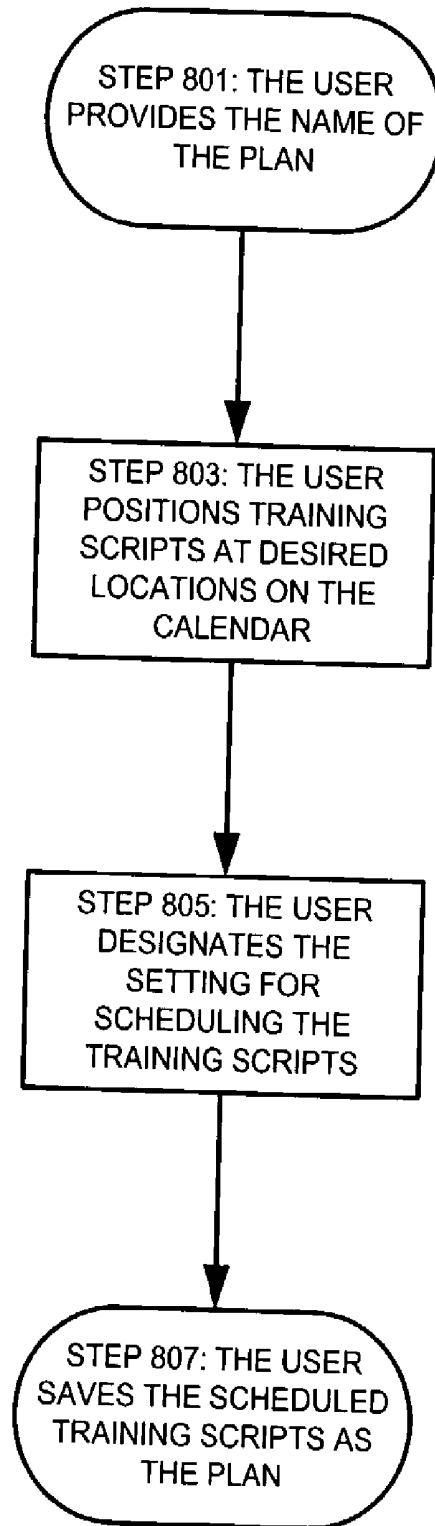 STEP 801: THE USER
PROVIDES THE NAME OF
THE PLAN
STEP 803: THE USER
POSITIONS TRAINING
SCRIPTS AT DESIRED
LOCATIONS ON THE
CALENDAR
STEP 805: THE USER
DESIGNATES THE
SETTING FOR
SCHEDULING THE
TRAINING SCRIPTS
STEP 807: THE USER
SAVES THE SCHEDULED
TRAINING SCRIPTS AS
THE PLAN